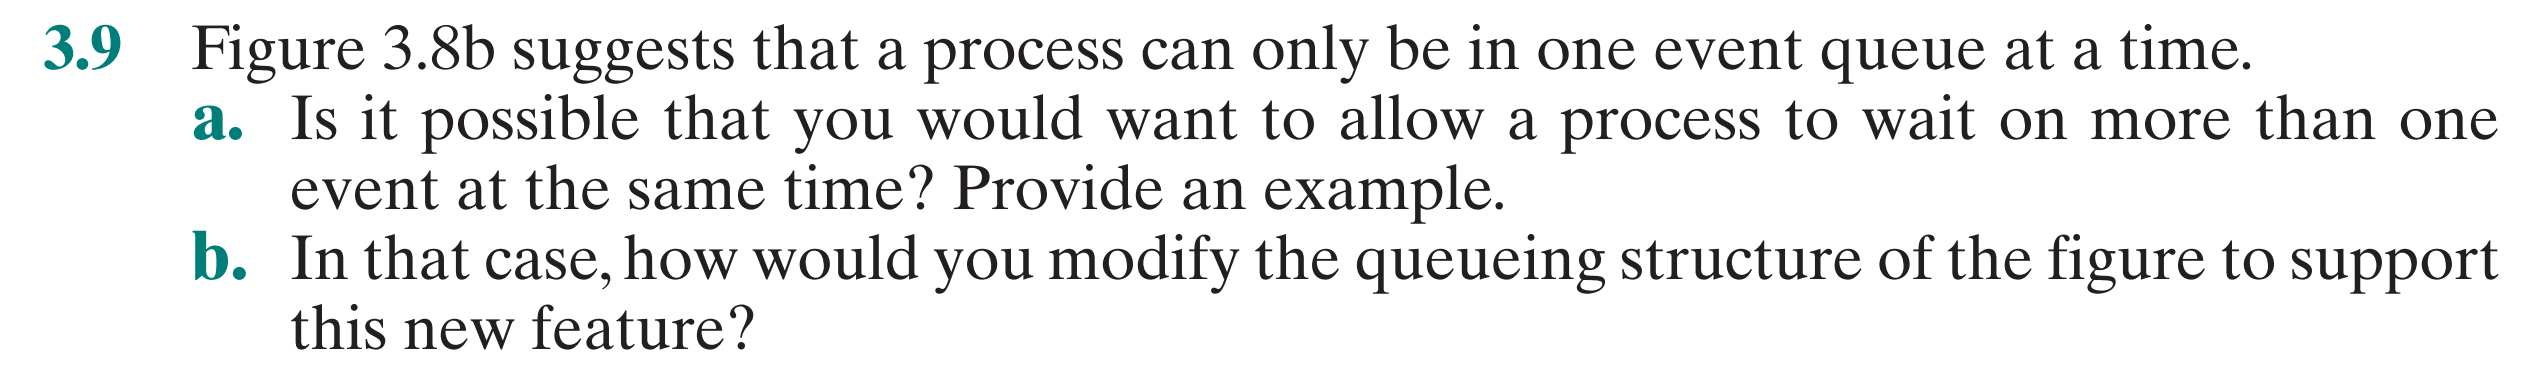 3.9 Figure 3.8b suggests that a process can only be in one event queue at a time.
a. Is it possible that you would want to allow a process to wait on more than one
event at the same time? Provide an example.
b. In that case, how would you modify the queueing structure of the figure to support
this new feature?